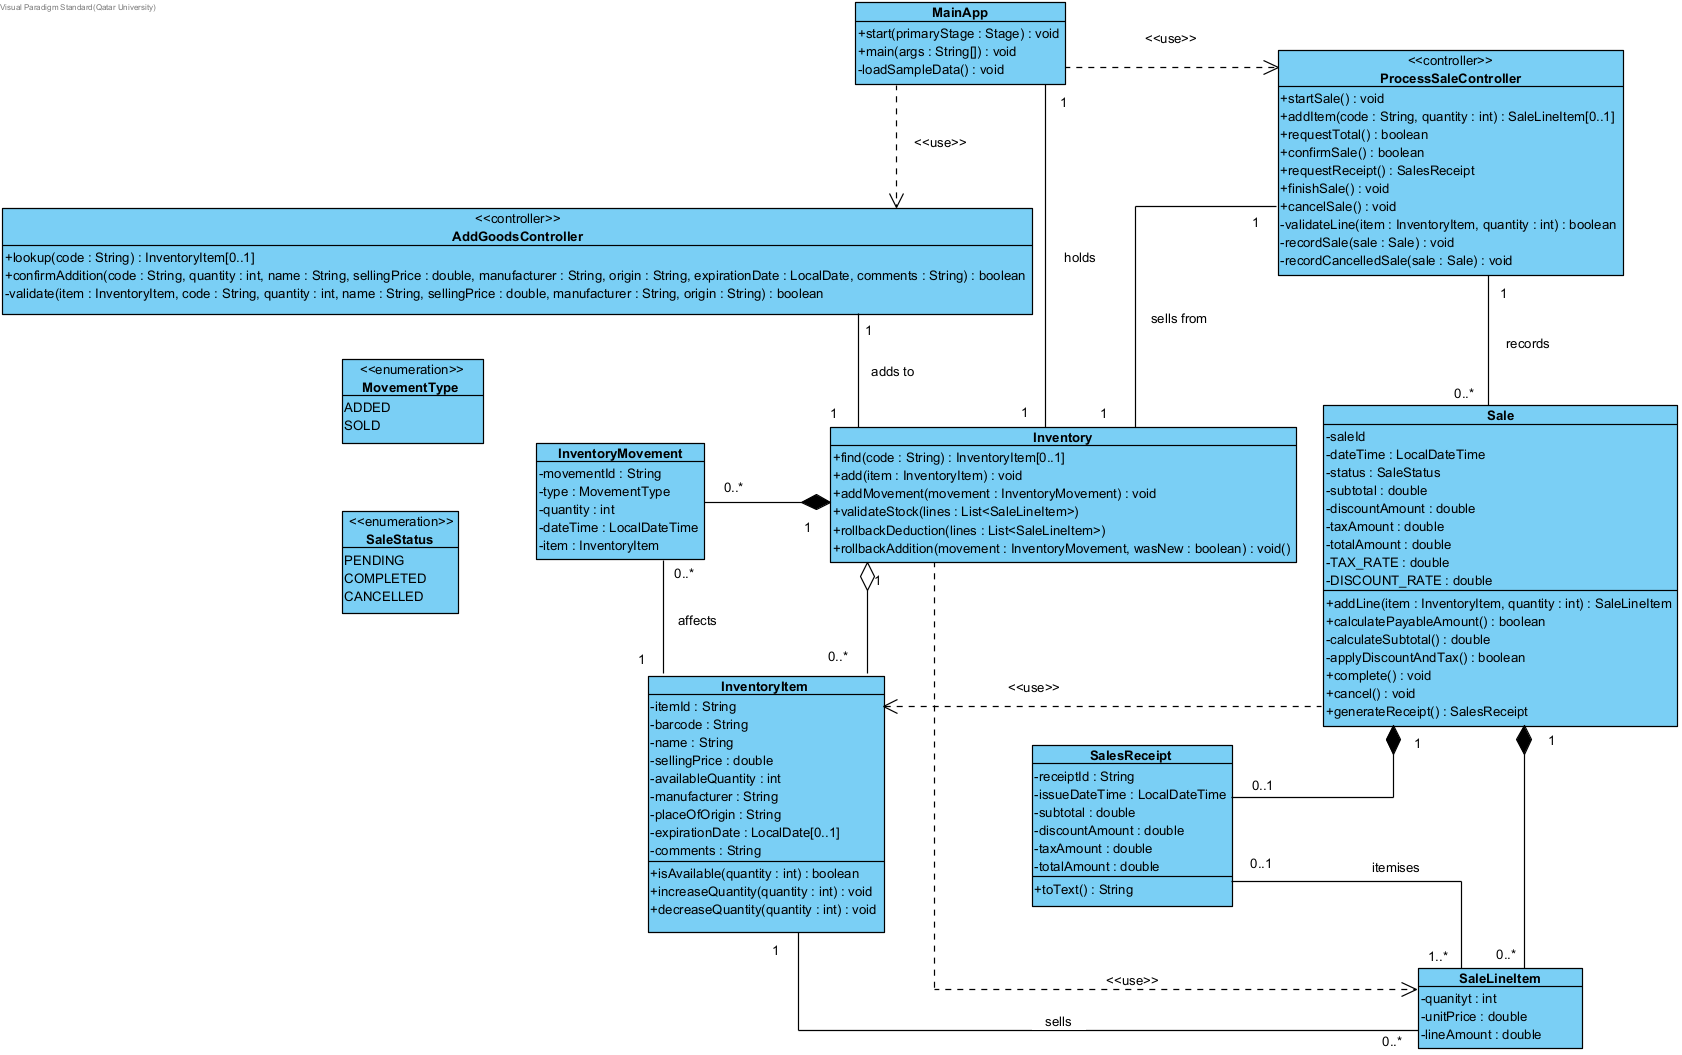 Visual Paradigm Standard(Qatar University)
MainApp
+start(primaryStage : Stage) : void
+main(args : String[]) : void
-loadSampleData() : void
<<use>>
1
<<use>>
<<controller>>
ProcessSaleController
+startSale() : void
+addItem(code : String, quantity : int) : SaleLineItem[0..1]
+requestTotal() : boolean
+confirmSale() : boolean
+requestReceipt() : SalesReceipt
+finishSale() : void
+cancelSale() : void
-validateLine(item : InventoryItem, quantity : int) : boolean
-recordSale(sale : Sale) : void
-recordCancelledSale(sale : Sale) : void
<<controller>>
AddGoodsController
+lookup(code : String) : InventoryItem[0..1]
+confirmAddition(code : String, quantity : int, name : String, sellingPrice : double, manufacturer : String, origin : String, expirationDate : LocalDate, comments : String) : boolean
-validate(item : InventoryItem, code : String, quantity : int, name : String, sellingPrice : double, manufacturer : String, origin : String) : boolean
1
holds
1
sells from
1
records
1
adds to
0..*
1
1
1
<<enumeration>>
MovementType
ADDED
SOLD
<<enumeration>>
SaleStatus
PENDING
COMPLETED
CANCELLED
InventoryMovement
-movementId : String
-type : MovementType
-quantity : int
-dateTime : LocalDateTime
-item : InventoryItem
0..*
1
Inventory
+find(code : String) : InventoryItem[0..1]
+add(item : InventoryItem) : void
+addMovement(movement : InventoryMovement) : void
+validateStock(lines : List<SaleLineItem>)
+rollbackDeduction(lines : List<SaleLineItem>)
+rollbackAddition(movement : InventoryMovement, wasNew : boolean) : void()
Sale
-saleId
-dateTime : LocalDateTime
-status : SaleStatus
-subtotal : double
-discountAmount : double
-taxAmount : double
-totalAmount : double
-TAX_RATE : double
-DISCOUNT_RATE : double
+addLine(item : InventoryItem, quantity : int) : SaleLineItem
+calculatePayableAmount() : boolean
-calculateSubtotal() : double
-applyDiscountAndTax() : boolean
+complete() : void
+cancel() : void
+generateReceipt() : SalesReceipt
0..*
1
affects
1
0..*
<<use>>
InventoryItem
-itemId : String
-barcode : String
-name : String
-sellingPrice : double
-availableQuantity : int
-manufacturer : String
-placeOfOrigin : String
-expirationDate : LocalDate[0..1]
-comments : String
+isAvailable(quantity : int) : boolean
+increaseQuantity(quantity : int) : void
+decreaseQuantity(quantity : int) : void
SalesReceipt
-receiptId : String
-issueDateTime : LocalDateTime
-subtotal : double
-discountAmount : double
-taxAmount : double
-totalAmount : double
+toText() : String
1
1
0..1
0..1
itemises
1
1..*
0..*
<<use>>
SaleLineItem
-quanityt : int
-unitPrice : double
-lineAmount : double
sells
0..*